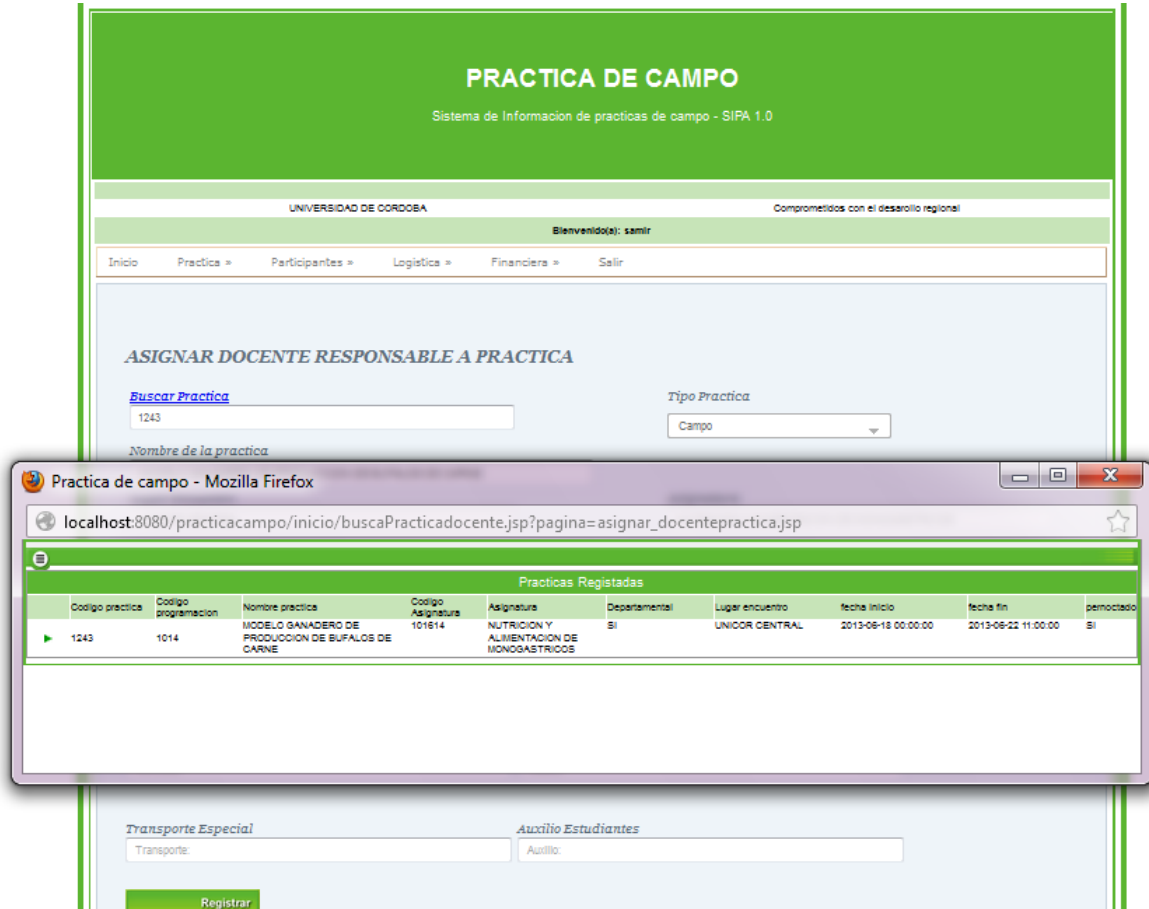 PRACTICA DE CAMPO
Sistema de Informacion de practicas de campo - SIPA 1.0
UNIVERSIDAD DE CORDOBA Comprometidos con el desarollo regional
Bienvenido(a): samir
Inicio Practica » Participantes » Logistica » Financiera » Salir
ASIGNAR DOCENTE RESPONSABLE A PRACTICA
Buscar Practica Tipo Practica
1243 Campo
Nombre de la practica
Practica de campo - Mozilla Firefox
localhost:8080/practicacampo/inicio/buscaPracticadocente.jsp?pagina=asignar_docentepractica.jsp
Practicas Registadas
Codigo practica Codigo programacion Nombre practica Codigo Asignatura Asignatura Departamental Lugar encuentro fecha inicio fecha fin pernoctado
1243 1014 MODELO GANADERO DE PRODUCCION DE BUFALOS DE CARNE 101614 NUTRICION Y ALIMENTACION DE MONOGASTRICOS SI UNICOR CENTRAL 2013-06-18 00:00:00 2013-06-22 11:00:00 SI
Transporte Especial Auxilio Estudiantes
Transporte: Auxilio:
Registrar